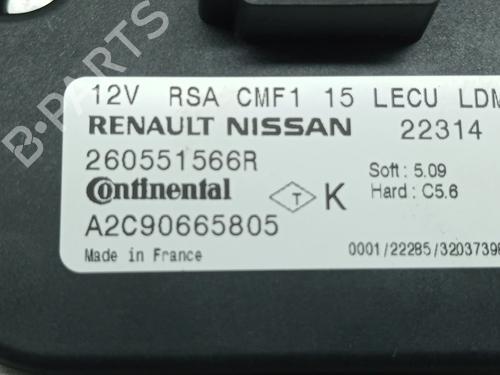 B-PARTS
12V RSA CMF1 15 LECU LDM
RENAULT NISSAN 22314
260551566R
Soft : 5.09
Continental T K Hard : C5.6
A2C90665805
Made in France 0001/22285/3203739